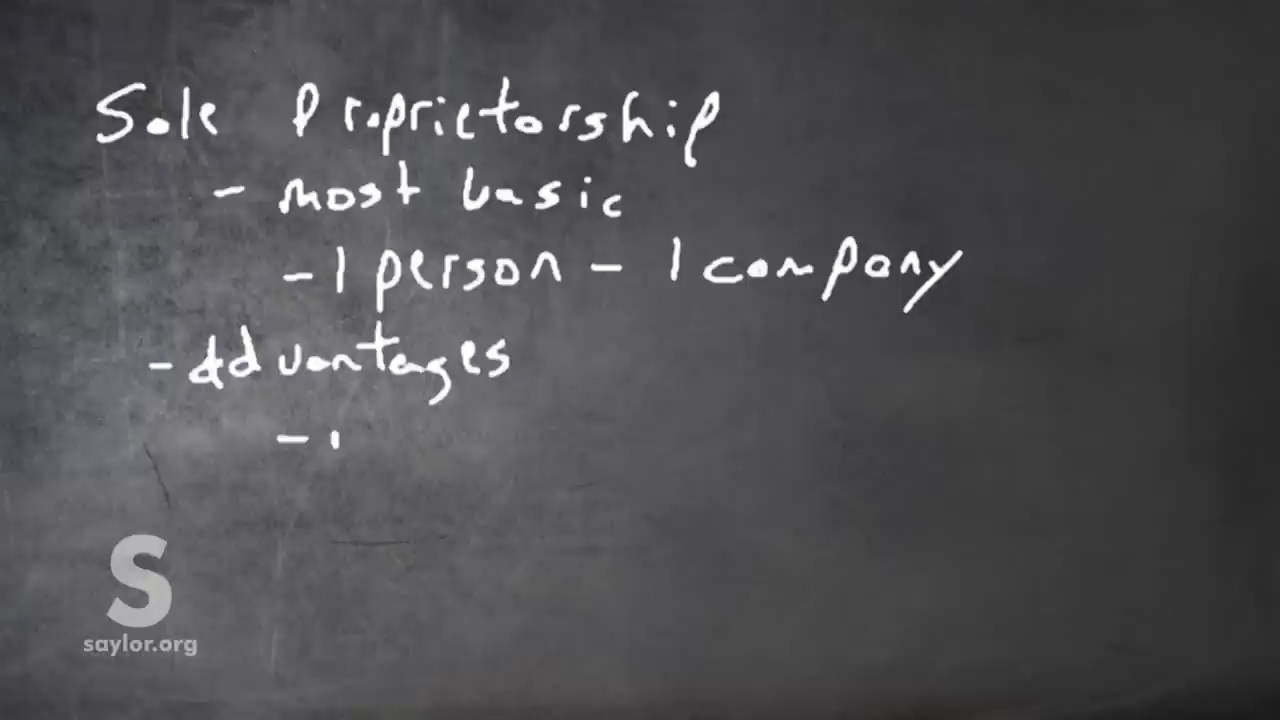 Sole Proprietorship
- most basic
- 1 person - 1 company
- Advantages
-
S
saylor.org